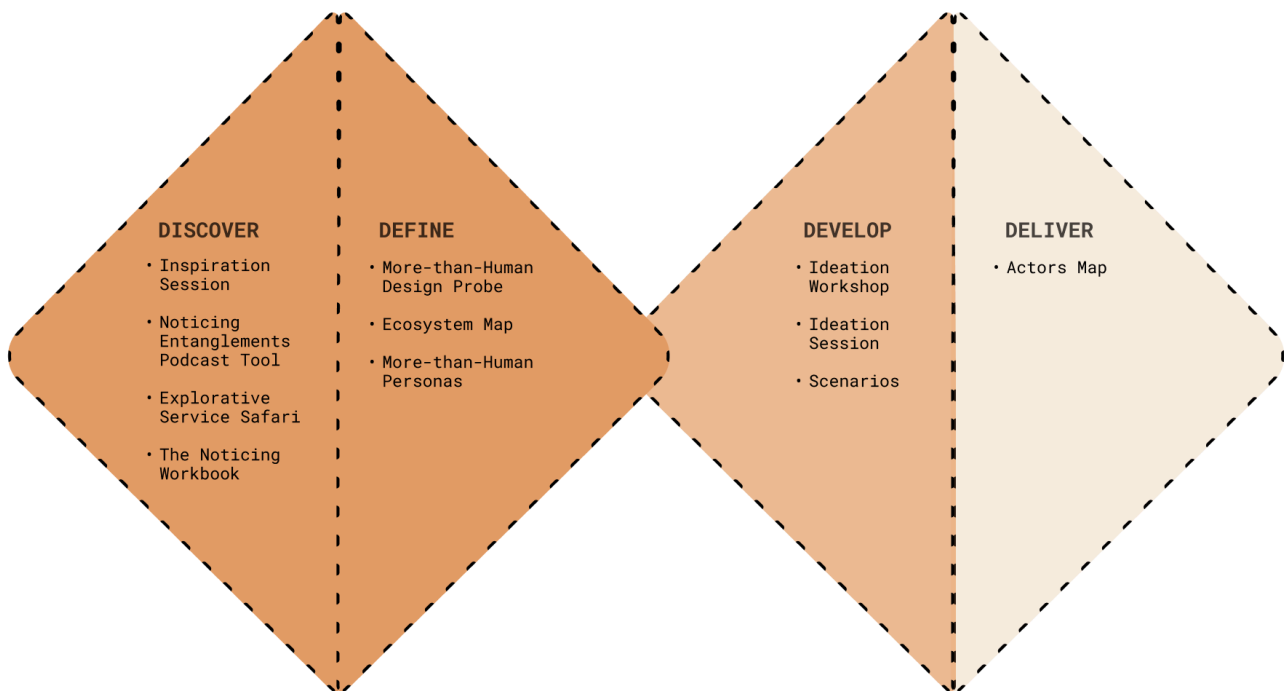 DISCOVER
• Inspiration
Session
• Noticing
Entanglements
Podcast Tool
• Explorative
Service Safari
• The Noticing
Workbook
DEFINE
• More-than-Human
Design Probe
• Ecosystem Map
• More-than-Human
Personas
DEVELOP
• Ideation
Workshop
• Ideation
Session
• Scenarios
DELIVER
• Actors Map